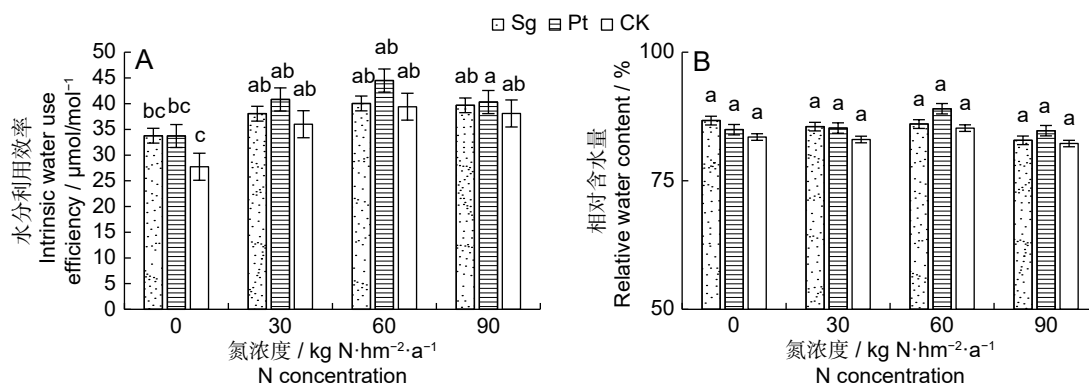 Sg Pt CK
A
水分利用效率
Intrinsic water use
efficiency / μmol/mol⁻¹
50
45
40
35
30
25
20
15
10
5
0
bc bc c
ab ab ab
ab ab ab
ab a ab
0 30 60 90
氮浓度 / kg N·hm⁻²·a⁻¹
N concentration
B
相对含水量
Relative water content / %
100
75
50
a a a
a a a
a a a
a a a
0 30 60 90
氮浓度 / kg N·hm⁻²·a⁻¹
N concentration